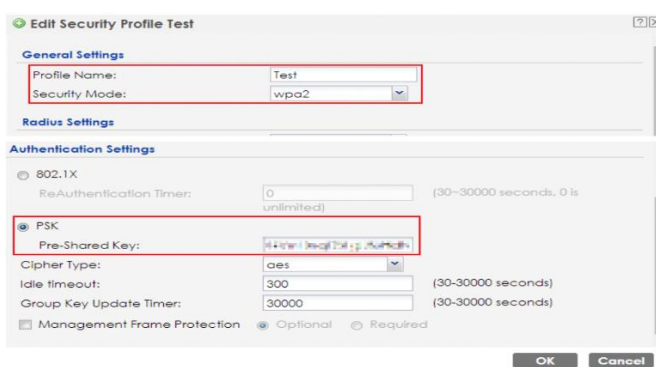 Edit Security Profile Test
General Settings
Profile Name: Test
Security Mode: wpa2
Radius Settings
Authentication Settings
802.1X
ReAuthentication Timer: 0 (30~30000 seconds, 0 is unlimited)
PSK
Pre-Shared Key:
Cipher Type: aes
Idle timeout: 300 (30-30000 seconds)
Group Key Update Timer: 30000 (30-30000 seconds)
Management Frame Protection Optional Required
OK Cancel